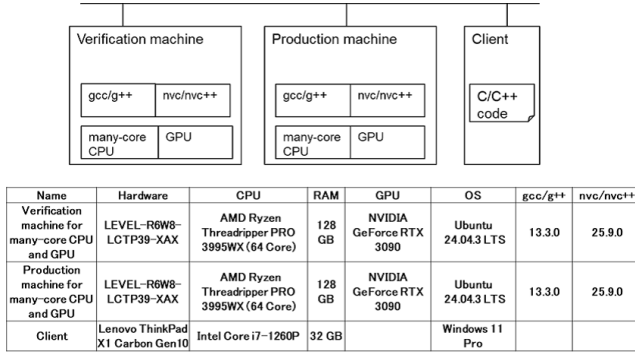 Verification machine
Production machine
Client
gcc/g++
nvc/nvc++
gcc/g++
nvc/nvc++
C/C++
code
many-core
CPU
GPU
many-core
CPU
GPU
Name Hardware CPU RAM GPU OS gcc/g++ nvc/nvc++
Verification
machine for
many-core CPU
and GPU
LEVEL-R6W8-
LCTP39-XAX
AMD Ryzen
Threadripper PRO
3995WX (64 Core)
128
GB
NVIDIA
GeForce RTX
3090
Ubuntu
24.04.3 LTS
13.3.0
25.9.0
Production
machine for
many-core CPU
and GPU
LEVEL-R6W8-
LCTP39-XAX
AMD Ryzen
Threadripper PRO
3995WX (64 Core)
128
GB
NVIDIA
GeForce RTX
3090
Ubuntu
24.04.3 LTS
13.3.0
25.9.0
Client
Lenovo ThinkPad
X1 Carbon Gen10
Intel Core i7-1260P
32 GB
Windows 11
Pro